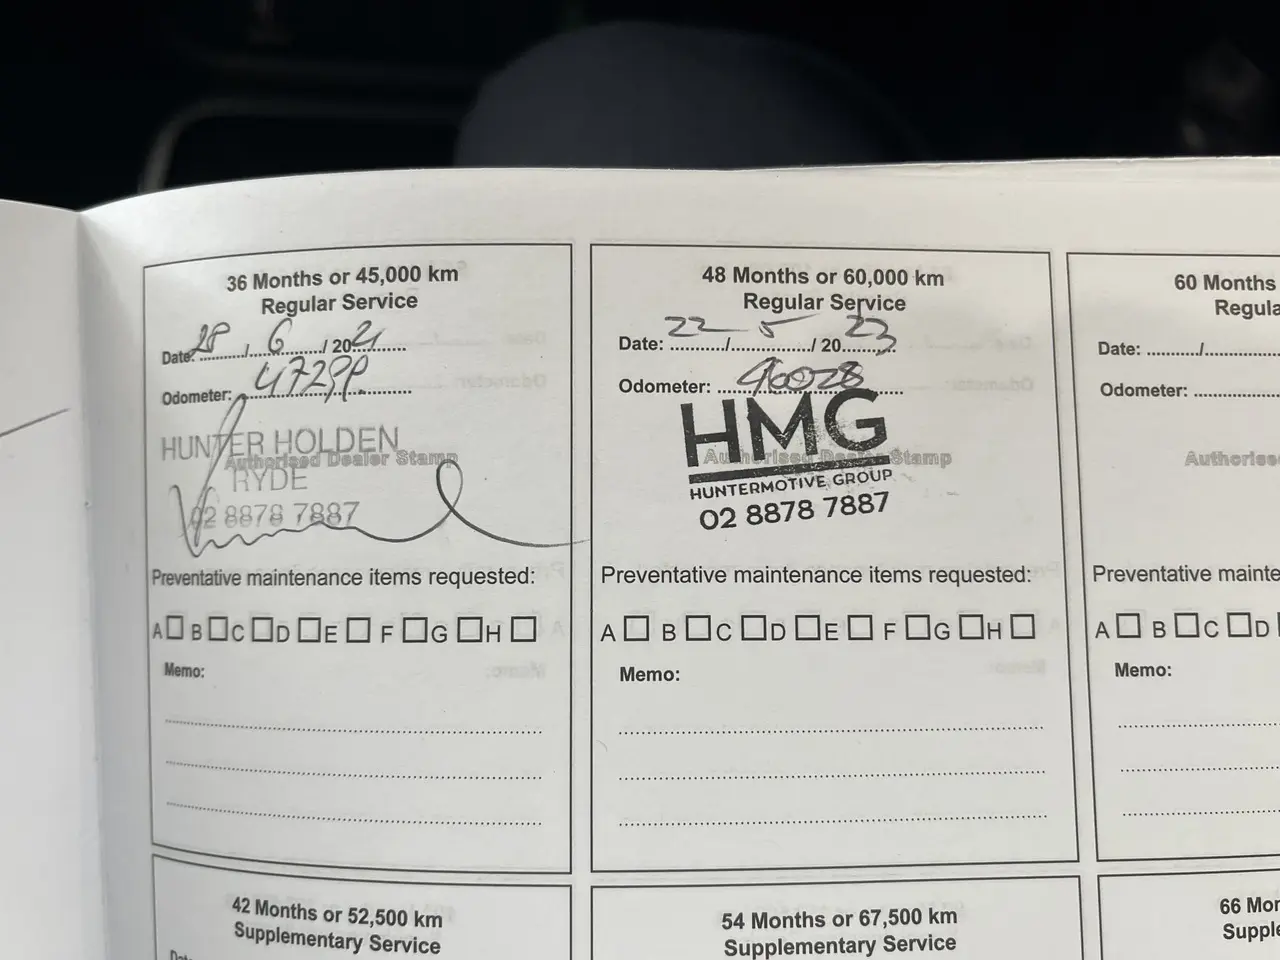 36 Months or 45,000 km
Regular Service
Date: 28 / 6 / 2021
Odometer: 47299
HUNTER HOLDEN
Authorised Dealer Stamp
RYDE
02 8878 7887
Preventative maintenance items requested:
A B C D E F G H
Memo:
48 Months or 60,000 km
Regular Service
Date: 22 / 5 / 2023
Odometer:
HMG
Authorised Dealer Stamp
HUNTERMOTIVE GROUP
02 8878 7887
Preventative maintenance items requested:
A B C D E F G H
Memo:
60 Months
Date: /
Odometer:
Preventative
A B C D
Memo:
42 Months or 52,500 km
Supplementary Service
54 Months or 67,500 km
Supplementary Service
66